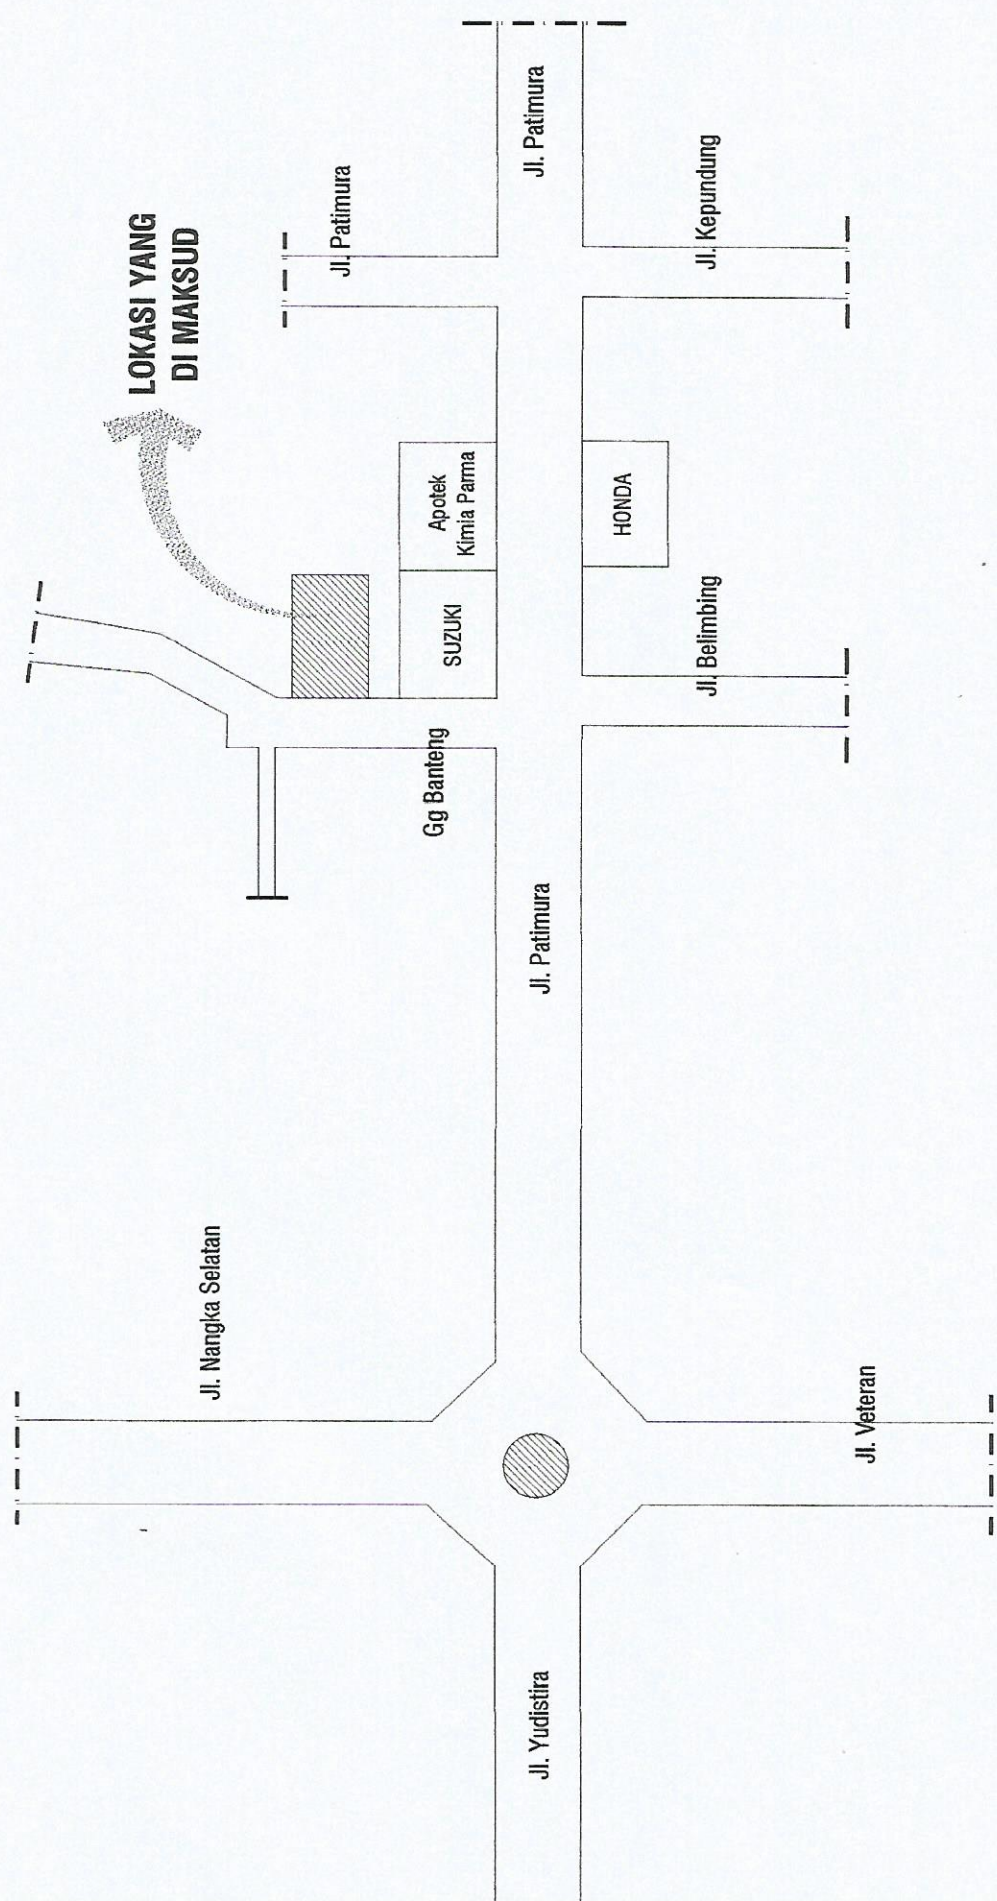 LOKASI YANG
DI MAKSUD
Jl. Patimura
Jl. Patimura
Jl. Kepundung
Apotek
Kimia Parma
SUZUKI
HONDA
Jl. Belimbing
Gg Banteng
Jl. Patimura
Jl. Nangka Selatan
Jl. Veteran
Jl. Yudistira